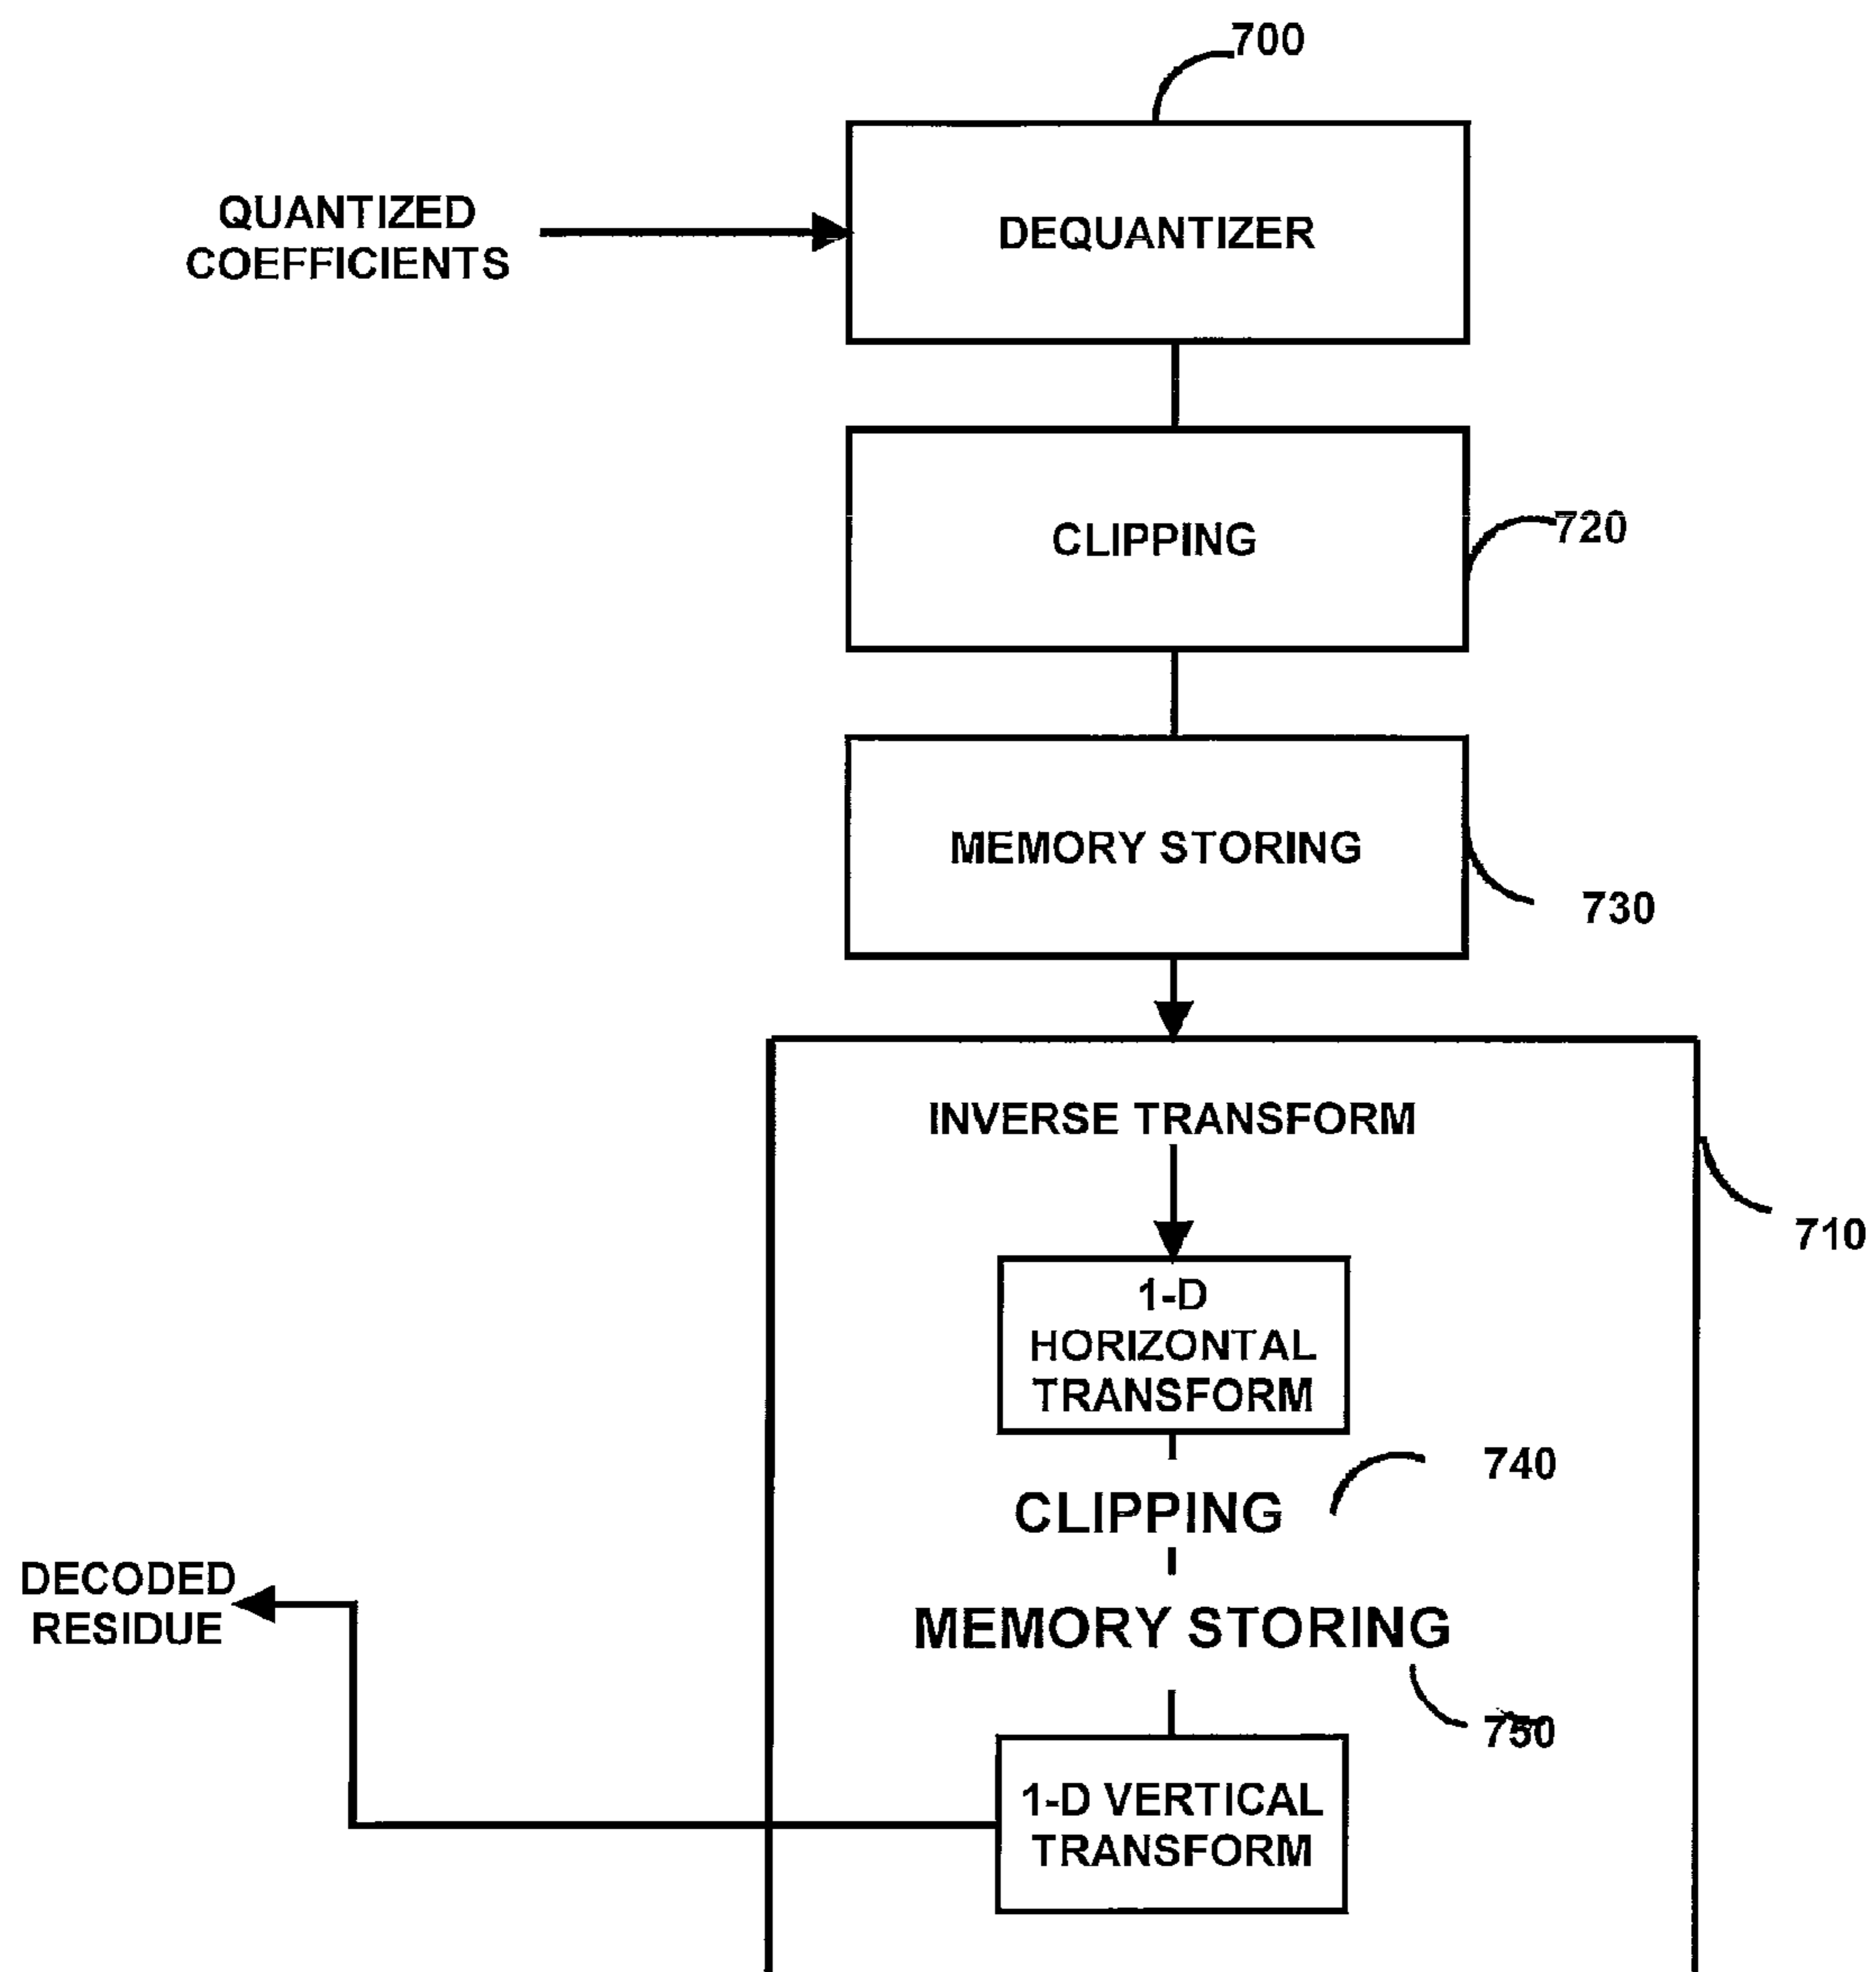 700
QUANTIZED
COEFFICIENTS
DEQUANTIZER
CLIPPING
720
MEMORY STORING
730
INVERSE TRANSFORM
710
1-D
HORIZONTAL
TRANSFORM
740
CLIPPING
DECODED
RESIDUE
MEMORY STORING
750
1-D VERTICAL
TRANSFORM